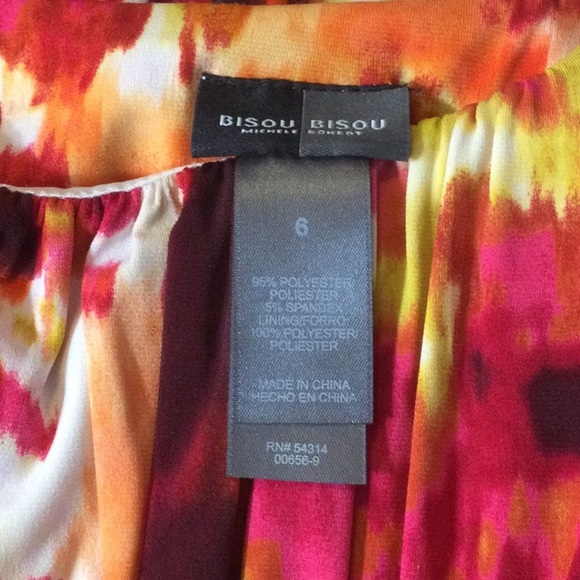 BISOU BISOU
MICHELE BOHBOT
6
95% POLYESTER/
POLIESTER
5% SPANDEX
LINING/FORRO:
100%/POLYESTER/
POLIESTER
MADE IN CHINA
HECHO EN CHINA
RN# 54314
00656-9